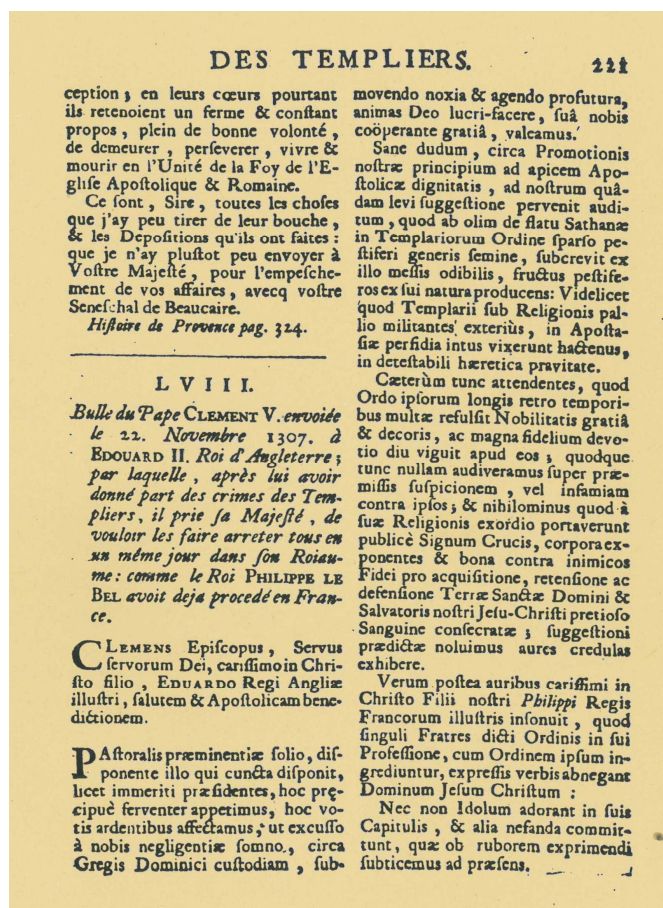 DES TEMPLIERS. 221
ception ; en leurs cœurs pourtant
ils retenoient un ferme & conſtant
propos, plein de bonne volonté,
de demeurer, perſeverer, vivre &
mourir en l'Unité de la Foy de l'E-
gliſe Apoſtolique & Romaine.
Ce ſont, Sire, toutes les choſes
que j'ay peu tirer de leur bouche,
& les Depoſitions qu'ils ont faites :
que je n'ay pluſtot peu envoyer à
Voſtre Majeſté, pour l'empeſche-
ment de vos affaires, avecq voſtre
Seneſchal de Beaucaire.
Hiſtoire de Provence pag. 324.
LVIII.
Bulle du Pape CLEMENT V. envoiée
le 22. Novembre 1307. à
EDOUARD II. Roi d'Angleterre ;
par laquelle, après lui avoir
donné part des crimes des Tem-
pliers, il prie ſa Majeſté, de
vouloir les faire arreter tous en
un même jour dans ſon Roiau-
me : comme le Roi PHILIPPE LE
BEL avoit deja procedé en Fran-
ce.
CLEMENS Epiſcopus, Servus
ſervorum Dei, cariſſimo in Chri-
ſto filio, EDUARDO Regi Angliæ
illuſtri, ſalutem & Apoſtolicam bene-
dictionem.
PAſtoralis præminentiæ ſolio, diſ-
ponente illo qui cuncta diſponit,
licet immeriti præſidentes, hoc præ-
cipuè ferventer appetimus, hoc vo-
tis ardentibus affectamus, ut excuſſo
à nobis negligentiæ ſomno, circa
Gregis Dominici cuſtodiam, ſub-
movendo noxia & agendo profutura,
animas Deo lucri-facere, ſuâ nobis
coöperante gratiâ, valeamus.
Sane dudum, circa Promotionis
noſtræ principium ad apicem Apo-
ſtolicæ dignitatis, ad noſtrum quâ-
dam levi ſuggeſtione pervenit audi-
tum, quod ab olim de flatu Sathanæ
in Templariorum Ordine ſparſo pe-
ſtiferi generis ſemine, ſubcrevit ex
illo meſſis odibilis, fructus peſtife-
ros ex ſui natura producens : Videlicet
quod Templarii ſub Religionis pal-
lio militantes exteriùs, in Apoſta-
ſiæ perfidia intus vixerunt hactenus,
in deteſtabili hæretica pravitate.
Cæterùm tunc attendentes, quod
Ordo ipſorum longis retro tempori-
bus multæ refulſit Nobilitatis gratiâ
& decoris, ac magna fidelium devo-
tio diu viguit apud eos ; quodque
tunc nullam audiveramus ſuper præ-
miſſis ſuſpicionem, vel infamiam
contra ipſos ; & nihilominus quod à
ſuæ Religionis exordio portaverunt
publicè Signum Crucis, corpora ex-
ponentes & bona contra inimicos
Fidei pro acquiſitione, retenſione ac
defenſione Terræ Sanctæ Domini &
Salvatoris noſtri Jeſu-Chriſti pretioſo
Sanguine conſecratæ ; ſuggeſtioni
prædictæ noluimus aures credulas
exhibere.
Verum poſtea auribus cariſſimi in
Chriſto Filii noſtri Philippi Regis
Francorum illuſtris inſonuit, quod
ſinguli Fratres dicti Ordinis in ſui
Profeſſione, cum Ordinem ipſum in-
grediuntur, expreſſis verbis abnegant
Dominum Jeſum Chriſtum :
Nec non Idolum adorant in ſuis
Capitulis, & alia nefanda commit-
tunt, quæ ob ruborem exprimendi
ſubticemus ad præſens.